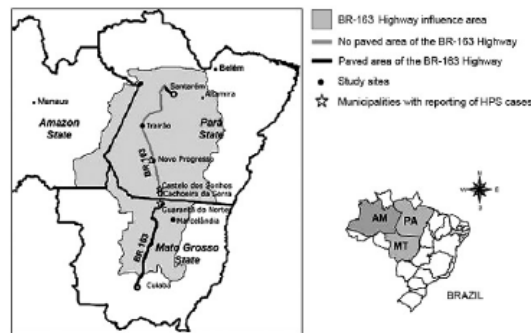 BR-163 Highway influence area
No paved area of the BR-163 Highway
Paved area of the BR-163 Highway
Study sites
Municipalities with reporting of HPS cases
Belém
Santarém
Altamira
Manaus
Amazon
State
Pará
State
Trairão
Novo Progresso
BR 163
Castelo dos Sonhos
Cachoeira da Serra
Guarantã do Norte
Marcelândia
Mato Grosso
State
BR 163
Cuiabá
N
S
AM
PA
MT
BRAZIL